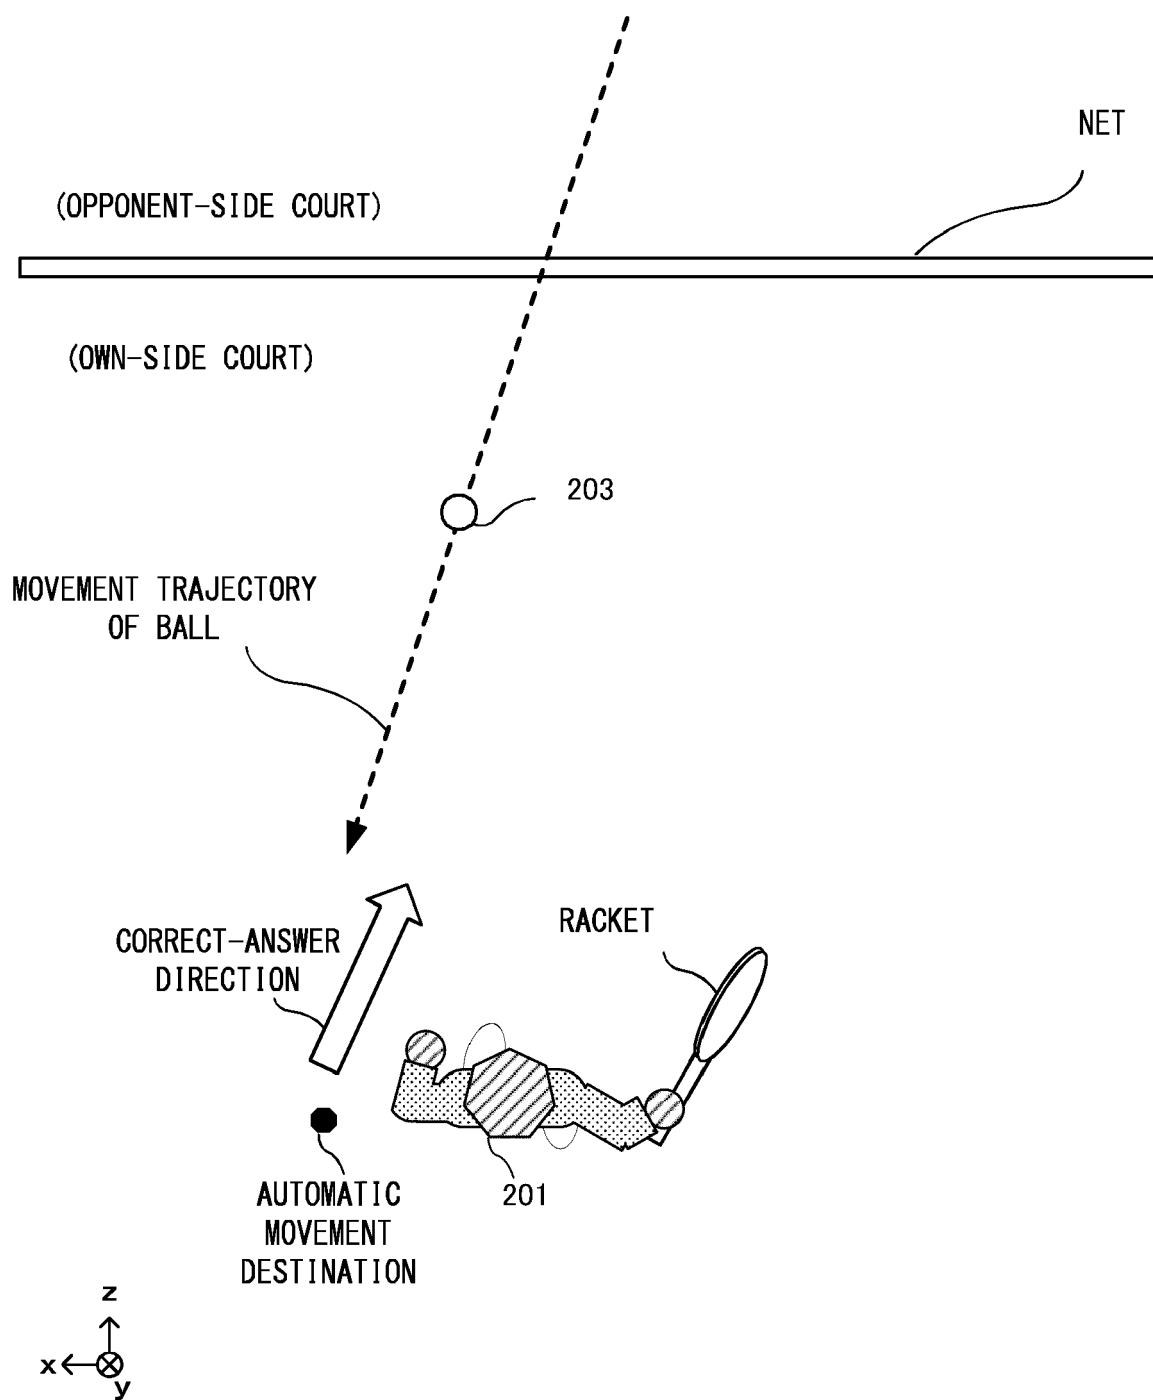 NET
(OPPONENT-SIDE COURT)
(OWN-SIDE COURT)
203
MOVEMENT TRAJECTORY
OF BALL
RACKET
CORRECT-ANSWER
DIRECTION
201
AUTOMATIC
MOVEMENT
DESTINATION
z
x
y